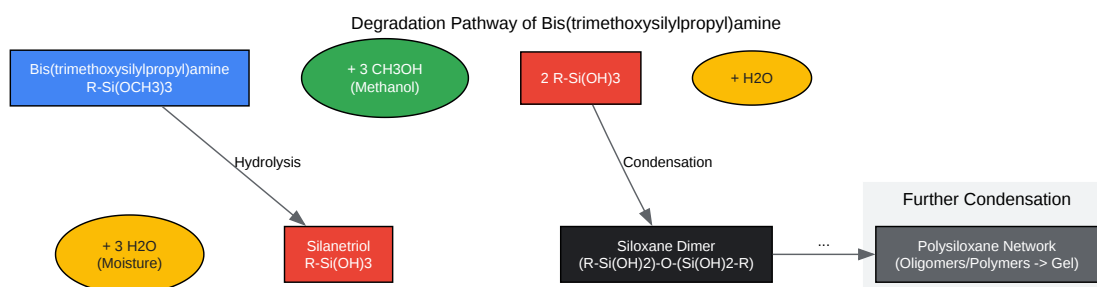 Degradation Pathway of Bis(trimethoxysilylpropyl)amine
Bis(trimethoxysilylpropyl)amine
R-Si(OCH3)3
+ 3 CH3OH
(Methanol)
2 R-Si(OH)3
+ H2O
Hydrolysis
Condensation
Further Condensation
+ 3 H2O
(Moisture)
Silanetriol
R-Si(OH)3
Siloxane Dimer
(R-Si(OH)2)-O-(Si(OH)2-R)
...
Polysiloxane Network
(Oligomers/Polymers -> Gel)